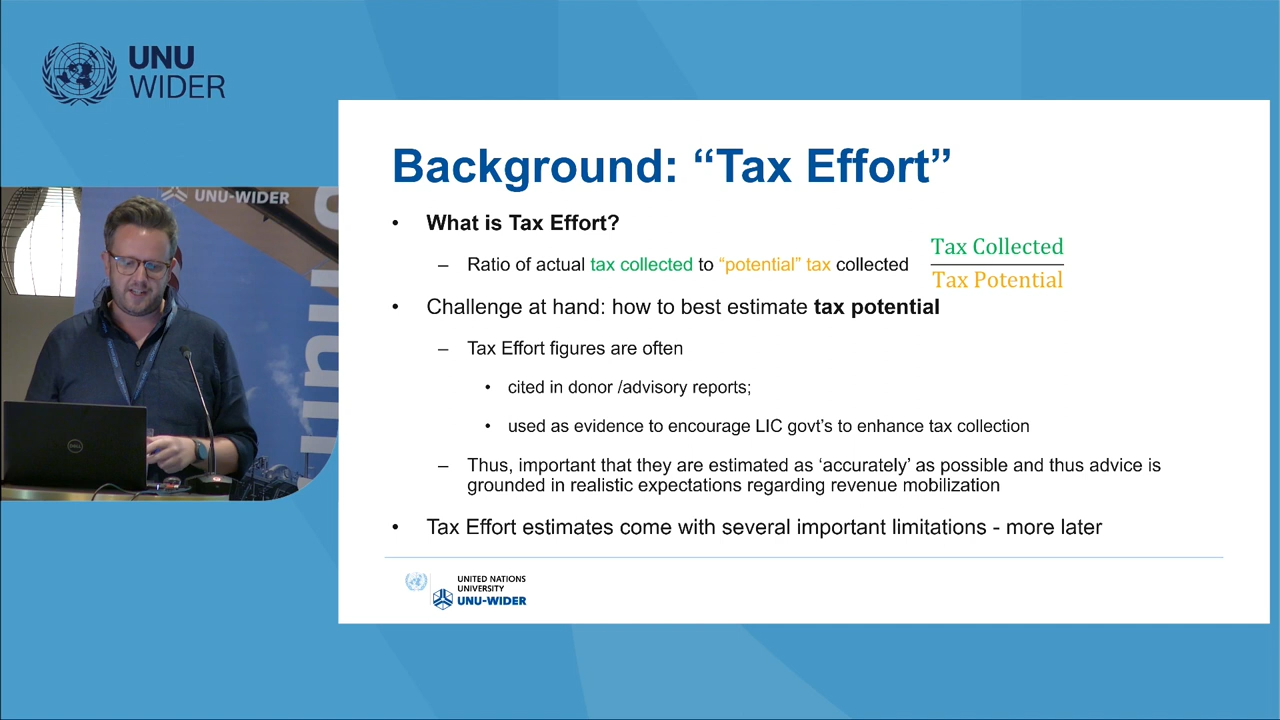 UNU
WIDER
UNU-WIDER
Background: “Tax Effort”
• What is Tax Effort?
– Ratio of actual tax collected to “potential” tax collected
Tax Collected
Tax Potential
• Challenge at hand: how to best estimate tax potential
– Tax Effort figures are often
• cited in donor /advisory reports;
• used as evidence to encourage LIC govt’s to enhance tax collection
– Thus, important that they are estimated as ‘accurately’ as possible and thus advice is
grounded in realistic expectations regarding revenue mobilization
• Tax Effort estimates come with several important limitations - more later
UNITED NATIONS
UNIVERSITY
UNU-WIDER
DELL